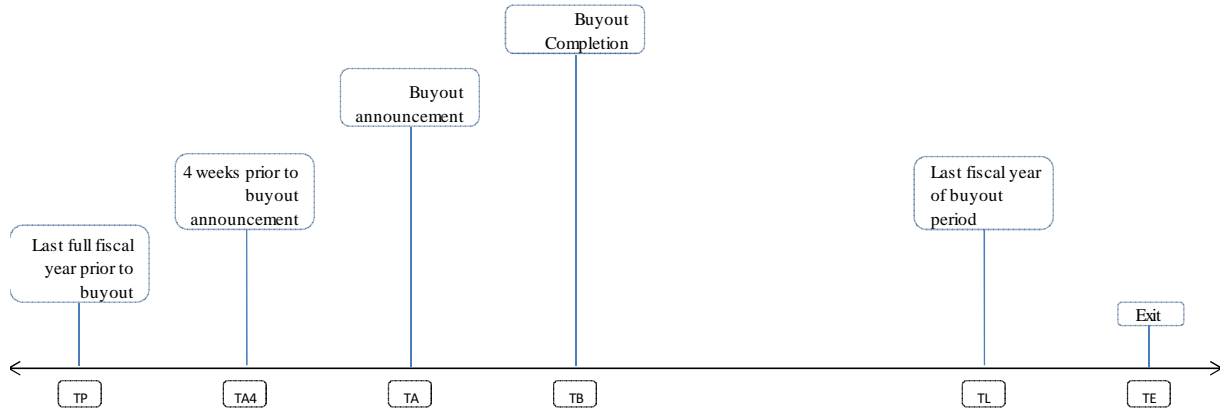 Buyout
Completion
Buyout
announcement
4 weeks prior to
buyout
announcement
Last fiscal year
of buyout
period
Last full fiscal
year prior to
buyout
Exit
TP
TA4
TA
TB
TL
TE